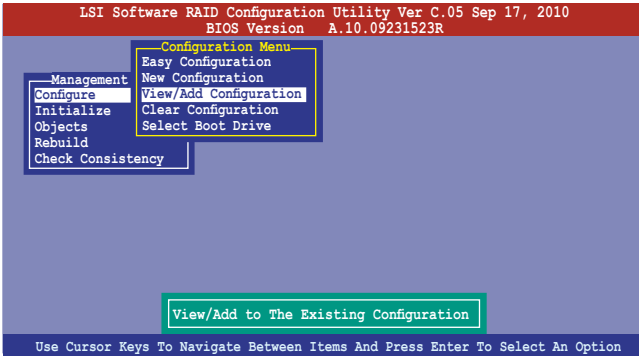 LSI Software RAID Configuration Utility Ver C.05 Sep 17, 2010
BIOS Version A.10.09231523R
Configuration Menu
Easy Configuration
New Configuration
View/Add Configuration
Clear Configuration
Select Boot Drive
Management
Configure
Initialize
Objects
Rebuild
Check Consistency
View/Add to The Existing Configuration
Use Cursor Keys To Navigate Between Items And Press Enter To Select An Option